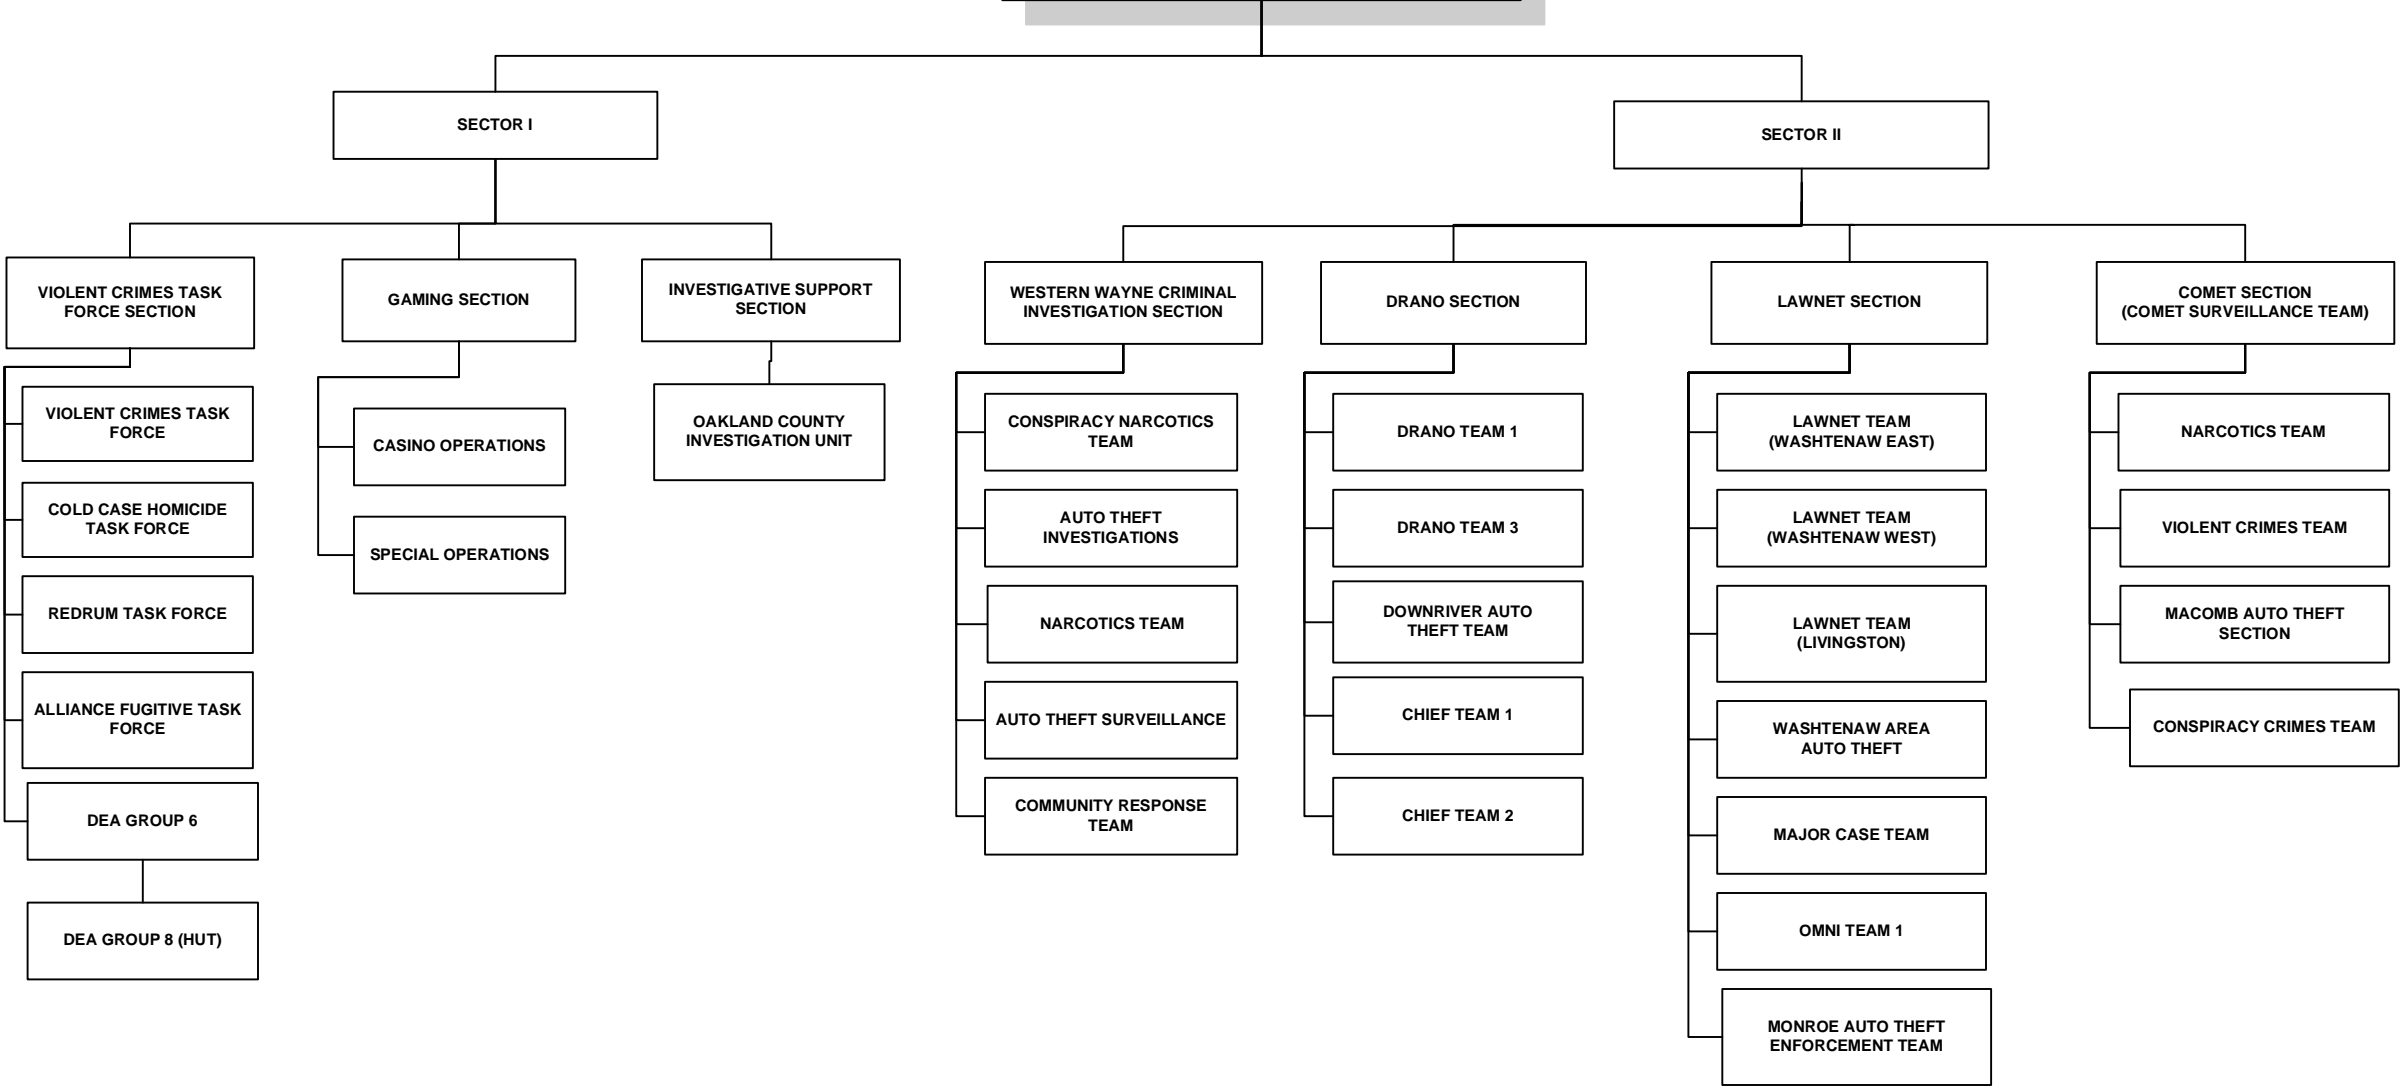 SECTOR I
SECTOR II
VIOLENT CRIMES TASK
FORCE SECTION
GAMING SECTION
INVESTIGATIVE SUPPORT
SECTION
WESTERN WAYNE CRIMINAL
INVESTIGATION SECTION
DRANO SECTION
LAWNET SECTION
COMET SECTION
(COMET SURVEILLANCE TEAM)
VIOLENT CRIMES TASK
FORCE
COLD CASE HOMICIDE
TASK FORCE
REDRUM TASK FORCE
ALLIANCE FUGITIVE TASK
FORCE
DEA GROUP 6
DEA GROUP 8 (HUT)
CASINO OPERATIONS
SPECIAL OPERATIONS
OAKLAND COUNTY
INVESTIGATION UNIT
CONSPIRACY NARCOTICS
TEAM
AUTO THEFT
INVESTIGATIONS
NARCOTICS TEAM
AUTO THEFT SURVEILLANCE
COMMUNITY RESPONSE
TEAM
DRANO TEAM 1
DRANO TEAM 3
DOWNRIVER AUTO
THEFT TEAM
CHIEF TEAM 1
CHIEF TEAM 2
LAWNET TEAM
(WASHTENAW EAST)
LAWNET TEAM
(WASHTENAW WEST)
LAWNET TEAM
(LIVINGSTON)
WASHTENAW AREA
AUTO THEFT
MAJOR CASE TEAM
OMNI TEAM 1
MONROE AUTO THEFT
ENFORCEMENT TEAM
NARCOTICS TEAM
VIOLENT CRIMES TEAM
MACOMB AUTO THEFT
SECTION
CONSPIRACY CRIMES TEAM